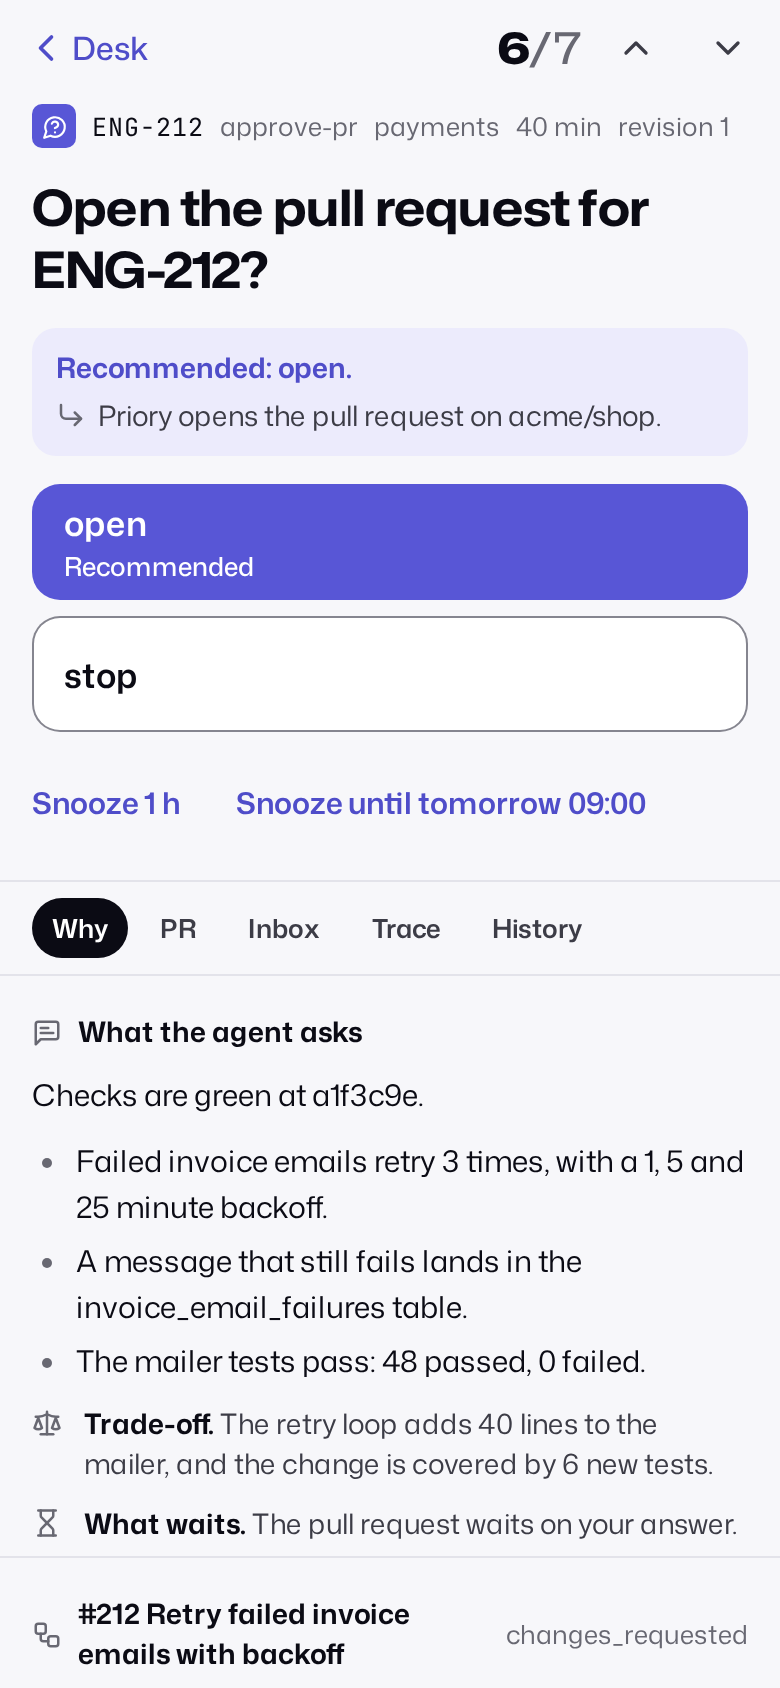 Desk
6/7
ENG-212 approve-pr payments 40 min revision 1
Open the pull request for
ENG-212?
Recommended: open.
Priory opens the pull request on acme/shop.
open
Recommended
stop
Snooze 1 h Snooze until tomorrow 09:00
Why PR Inbox Trace History
What the agent asks
Checks are green at a1f3c9e.
• Failed invoice emails retry 3 times, with a 1, 5 and
25 minute backoff.
• A message that still fails lands in the
invoice_email_failures table.
• The mailer tests pass: 48 passed, 0 failed.
Trade-off. The retry loop adds 40 lines to the
mailer, and the change is covered by 6 new tests.
What waits. The pull request waits on your answer.
#212 Retry failed invoice
emails with backoff
changes_requested